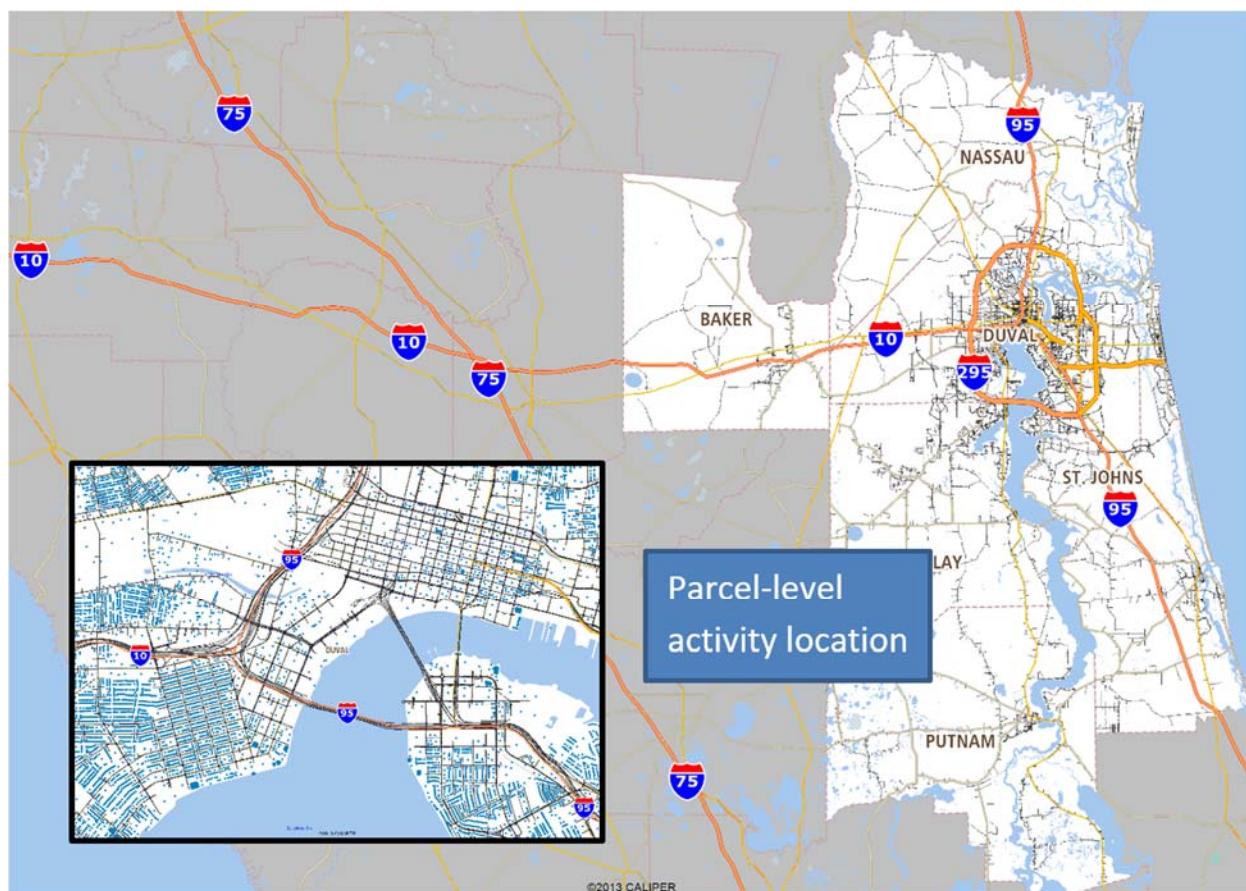 75
95
NASSAU
10
BAKER
10
10
DUVAL
75
295
ST. JOHNS
95
LAY
Parcel-level
activity location
95
DUVAL
10
95
95
PUTNAM
75
©2013 CALIPER